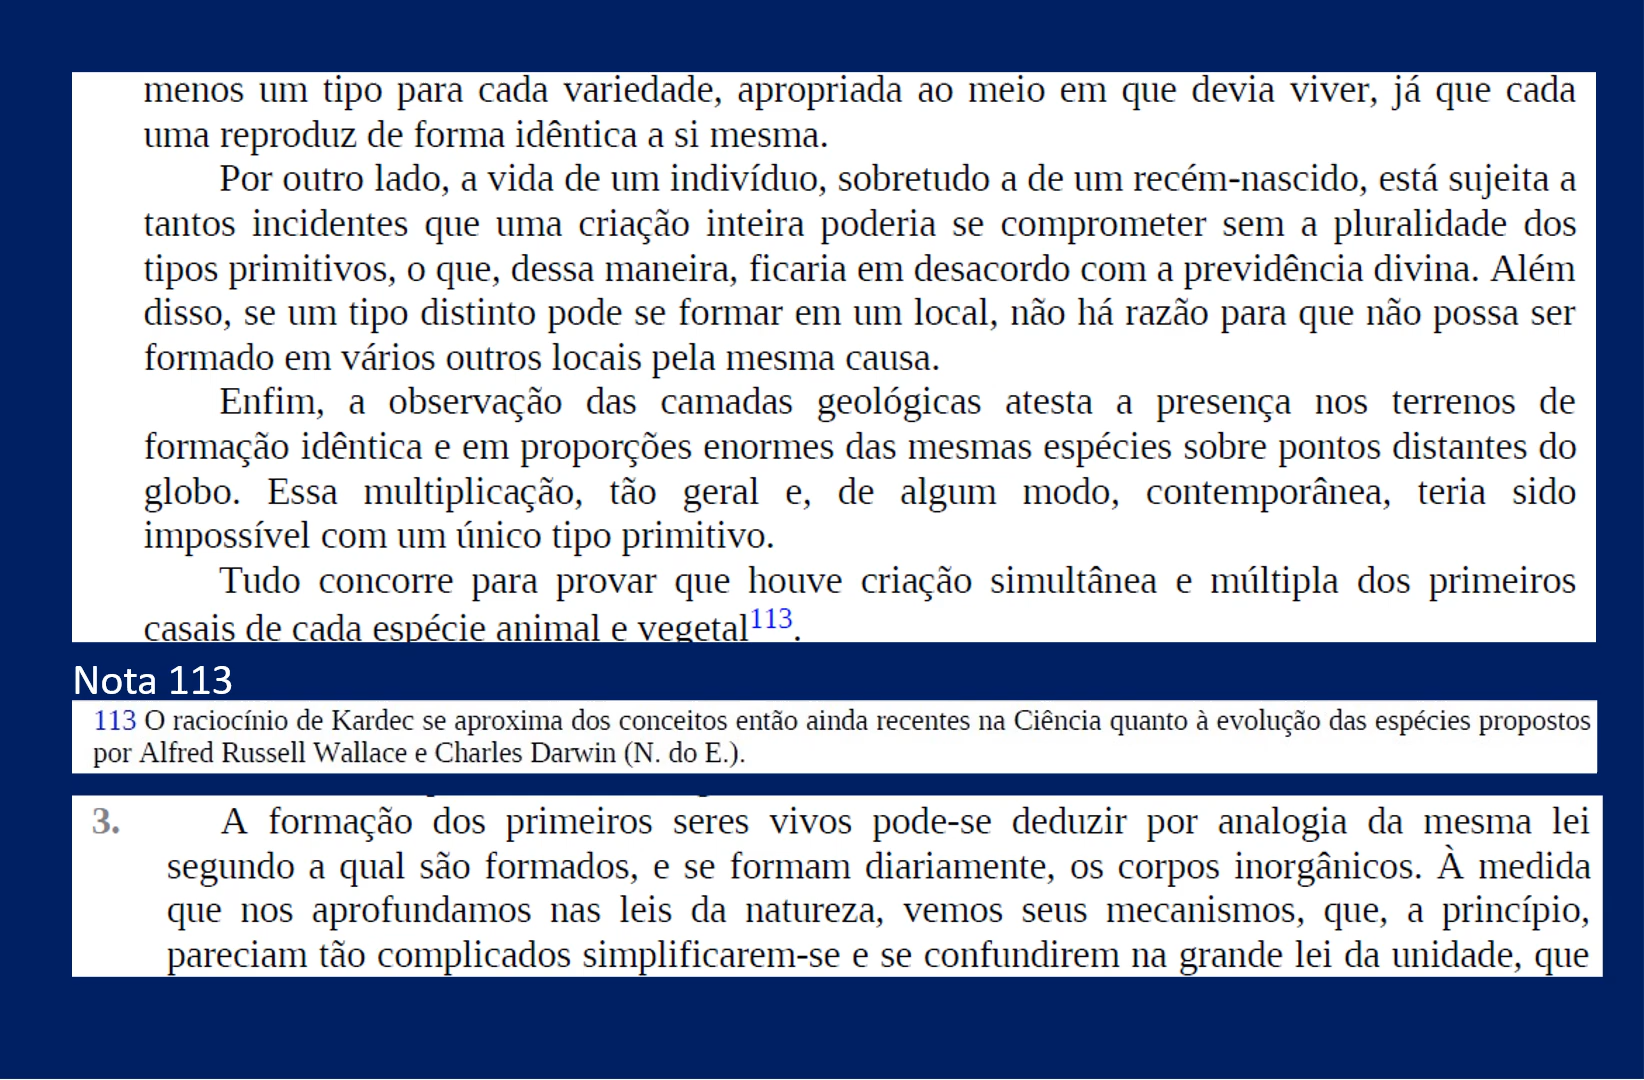 menos um tipo para cada variedade, apropriada ao meio em que devia viver, já que cada
uma reproduz de forma idêntica a si mesma.
Por outro lado, a vida de um indivíduo, sobretudo a de um recém-nascido, está sujeita a
tantos incidentes que uma criação inteira poderia se comprometer sem a pluralidade dos
tipos primitivos, o que, dessa maneira, ficaria em desacordo com a previdência divina. Além
disso, se um tipo distinto pode se formar em um local, não há razão para que não possa ser
formado em vários outros locais pela mesma causa.
Enfim, a observação das camadas geológicas atesta a presença nos terrenos de
formação idêntica e em proporções enormes das mesmas espécies sobre pontos distantes do
globo. Essa multiplicação, tão geral e, de algum modo, contemporânea, teria sido
impossível com um único tipo primitivo.
Tudo concorre para provar que houve criação simultânea e múltipla dos primeiros
casais de cada espécie animal e vegetal113.
Nota 113
113 O raciocínio de Kardec se aproxima dos conceitos então ainda recentes na Ciência quanto à evolução das espécies propostos
por Alfred Russell Wallace e Charles Darwin (N. do E.).
3. A formação dos primeiros seres vivos pode-se deduzir por analogia da mesma lei
segundo a qual são formados, e se formam diariamente, os corpos inorgânicos. À medida
que nos aprofundamos nas leis da natureza, vemos seus mecanismos, que, a princípio,
pareciam tão complicados simplificarem-se e se confundirem na grande lei da unidade, que